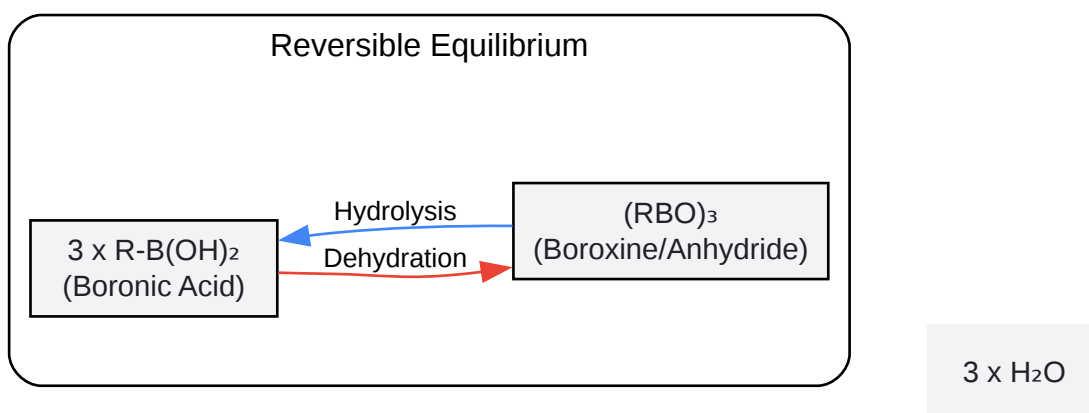 Reversible Equilibrium
Hydrolysis
Dehydration
3 x R-B(OH)₂
(Boronic Acid)
(RBO)₃
(Boroxine/Anhydride)
3 x H₂O